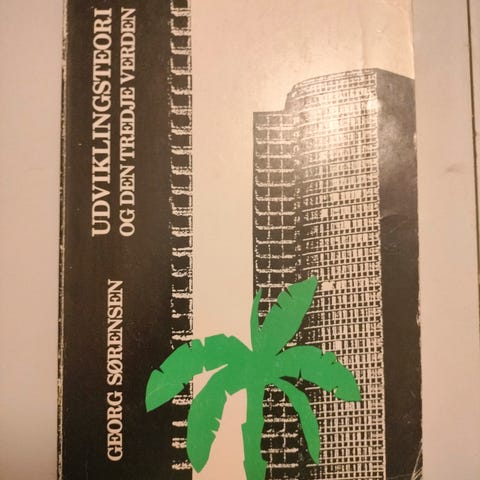 UDVIKLINGSTEORI
OG DEN TREDJE VERDEN
GEORG SØRENSEN